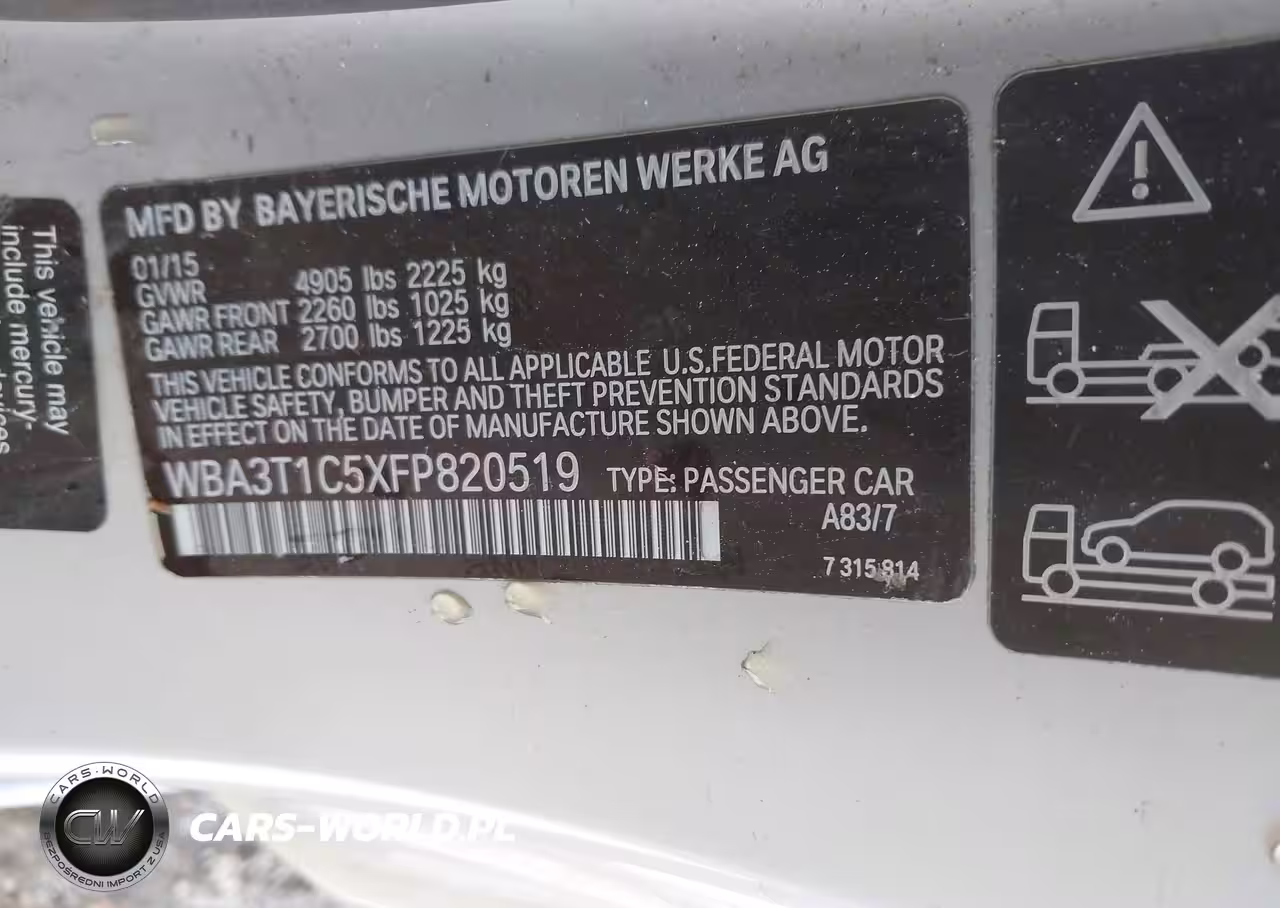 MFD BY BAYERISCHE MOTOREN WERKE AG
01/15
GVWR 4905 lbs 2225 kg
GAWR FRONT 2260 lbs 1025 kg
GAWR REAR 2700 lbs 1225 kg
THIS VEHICLE CONFORMS TO ALL APPLICABLE U.S.FEDERAL MOTOR
VEHICLE SAFETY, BUMPER AND THEFT PREVENTION STANDARDS
IN EFFECT ON THE DATE OF MANUFACTURE SHOWN ABOVE.
WBA3T1C5XFP820519 TYPE: PASSENGER CAR
A83/7
7 315 814
This vehicle may
include mercury-
CARS-WORLD
CW
BEZPOŚREDNI IMPORT Z USA
CARS-WORLD.PL